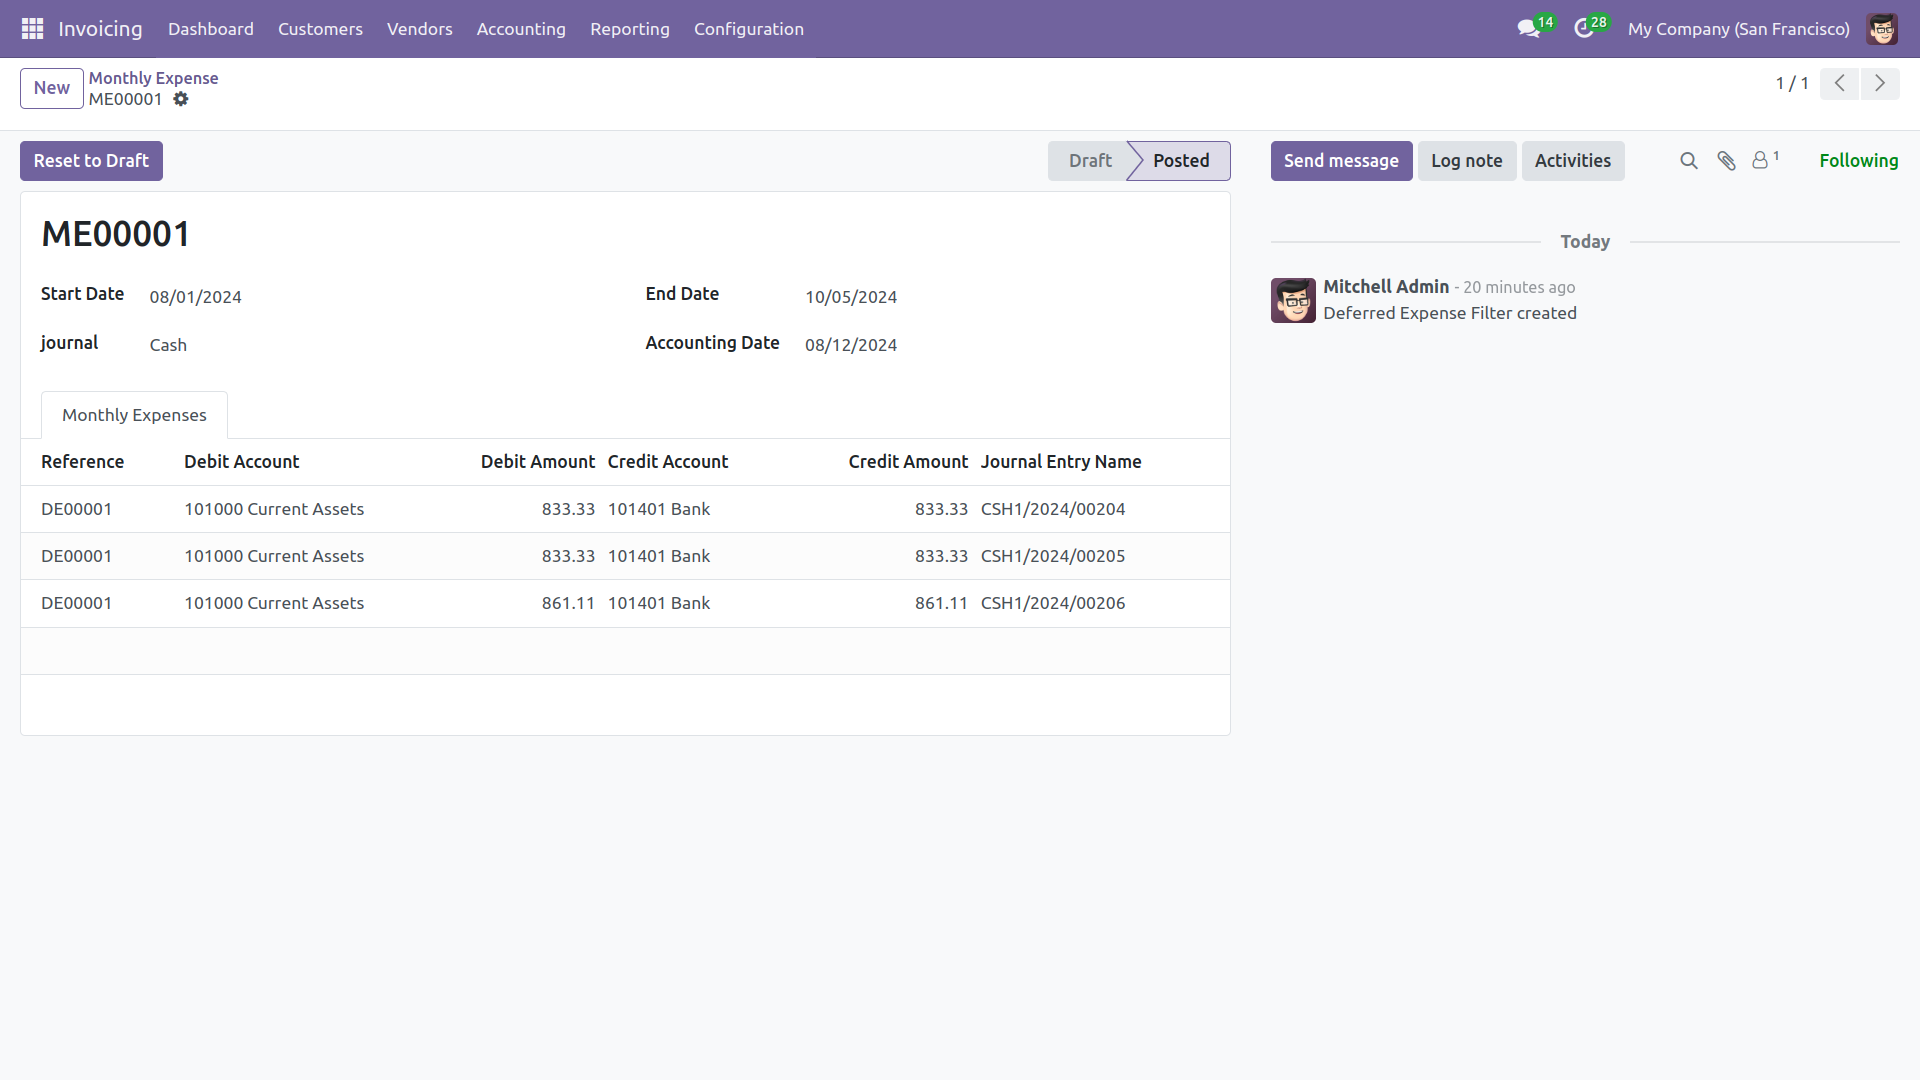 Invoicing Dashboard Customers Vendors Accounting Reporting Configuration 14 28 My Company (San Francisco)
New Monthly Expense
ME00001
1 / 1
Reset to Draft Draft Posted Send message Log note Activities 1 Following
ME00001
Start Date 08/01/2024 End Date 10/05/2024
journal Cash Accounting Date 08/12/2024
Today
Mitchell Admin - 20 minutes ago
Deferred Expense Filter created
Monthly Expenses
Reference Debit Account Debit Amount Credit Account Credit Amount Journal Entry Name
DE00001 101000 Current Assets 833.33 101401 Bank 833.33 CSH1/2024/00204
DE00001 101000 Current Assets 833.33 101401 Bank 833.33 CSH1/2024/00205
DE00001 101000 Current Assets 861.11 101401 Bank 861.11 CSH1/2024/00206